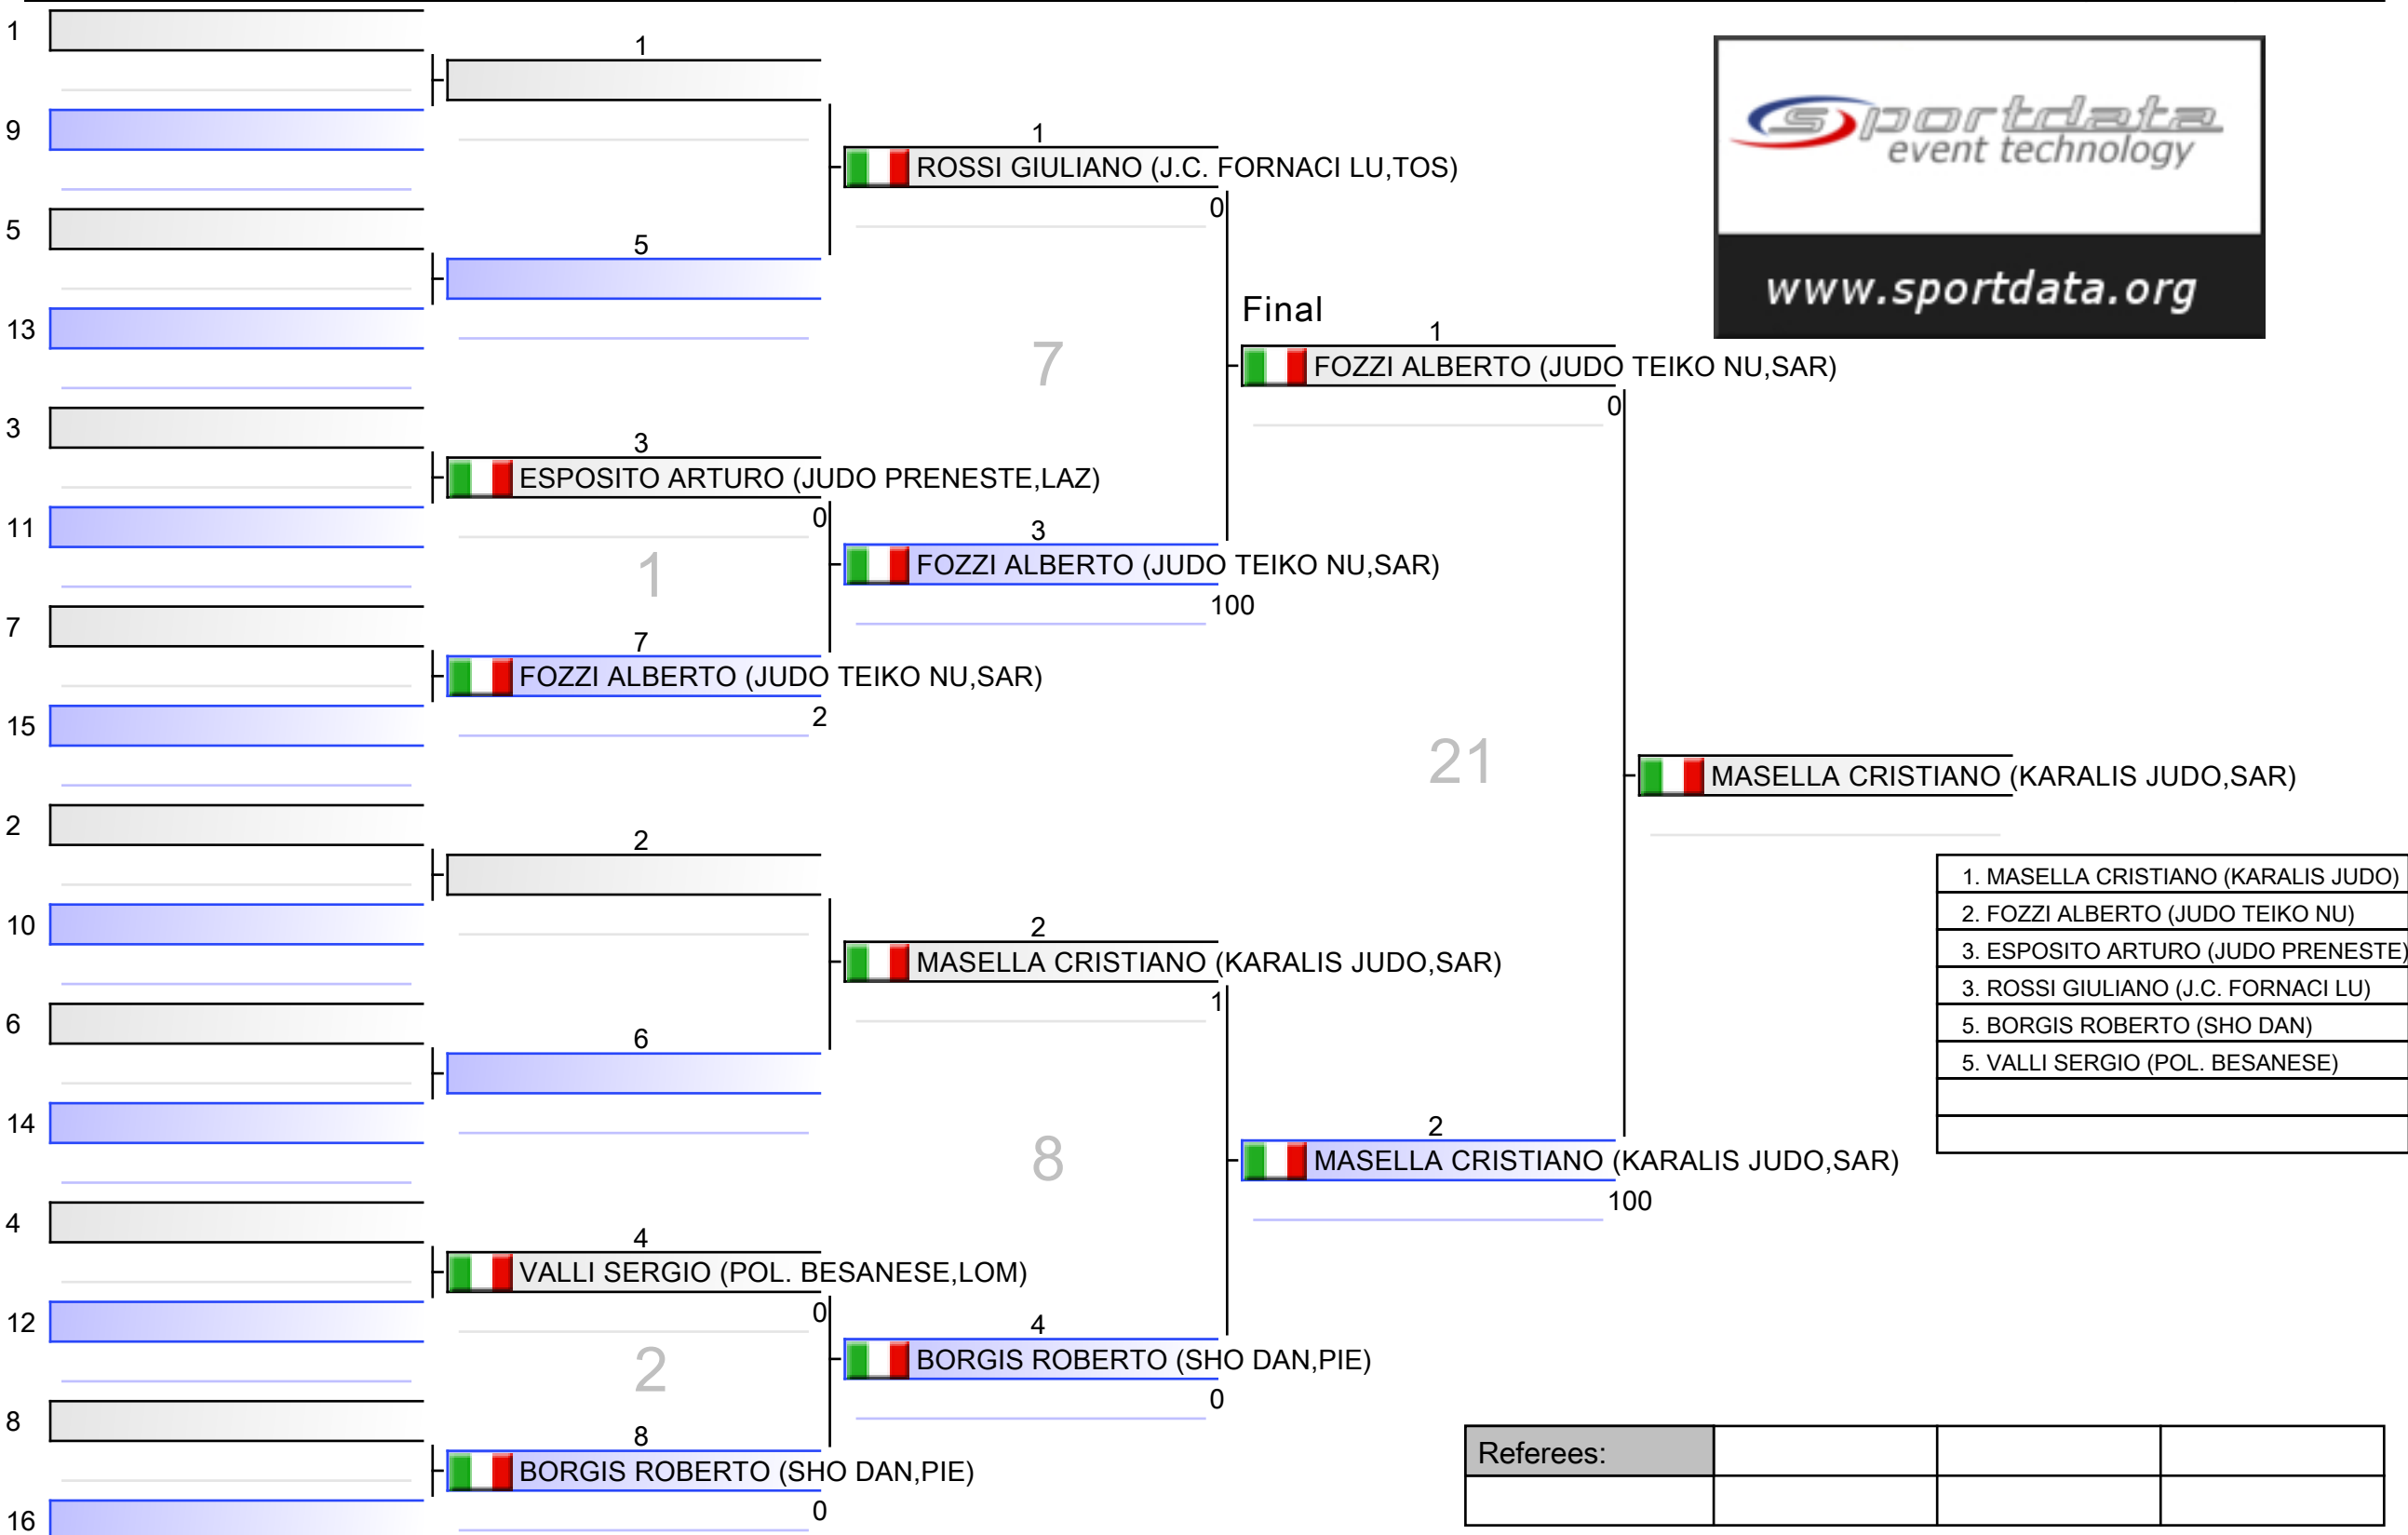 1
9
5
13
3
11
7
15
2
10
6
14
4
12
8
16
1
5
3
ESPOSITO ARTURO (JUDO PRENESTE,LAZ)
0
1
7
FOZZI ALBERTO (JUDO TEIKO NU,SAR)
2
2
6
4
VALLI SERGIO (POL. BESANESE,LOM)
0
2
8
BORGIS ROBERTO (SHO DAN,PIE)
0
1
ROSSI GIULIANO (J.C. FORNACI LU,TOS)
0
7
3
FOZZI ALBERTO (JUDO TEIKO NU,SAR)
100
2
MASELLA CRISTIANO (KARALIS JUDO,SAR)
1
8
4
BORGIS ROBERTO (SHO DAN,PIE)
0
Final
1
FOZZI ALBERTO (JUDO TEIKO NU,SAR)
0
21
2
MASELLA CRISTIANO (KARALIS JUDO,SAR)
100
MASELLA CRISTIANO (KARALIS JUDO,SAR)
sportdata
event technology
www.sportdata.org
1. MASELLA CRISTIANO (KARALIS JUDO)
2. FOZZI ALBERTO (JUDO TEIKO NU)
3. ESPOSITO ARTURO (JUDO PRENESTE)
3. ROSSI GIULIANO (J.C. FORNACI LU)
5. BORGIS ROBERTO (SHO DAN)
5. VALLI SERGIO (POL. BESANESE)
Referees: